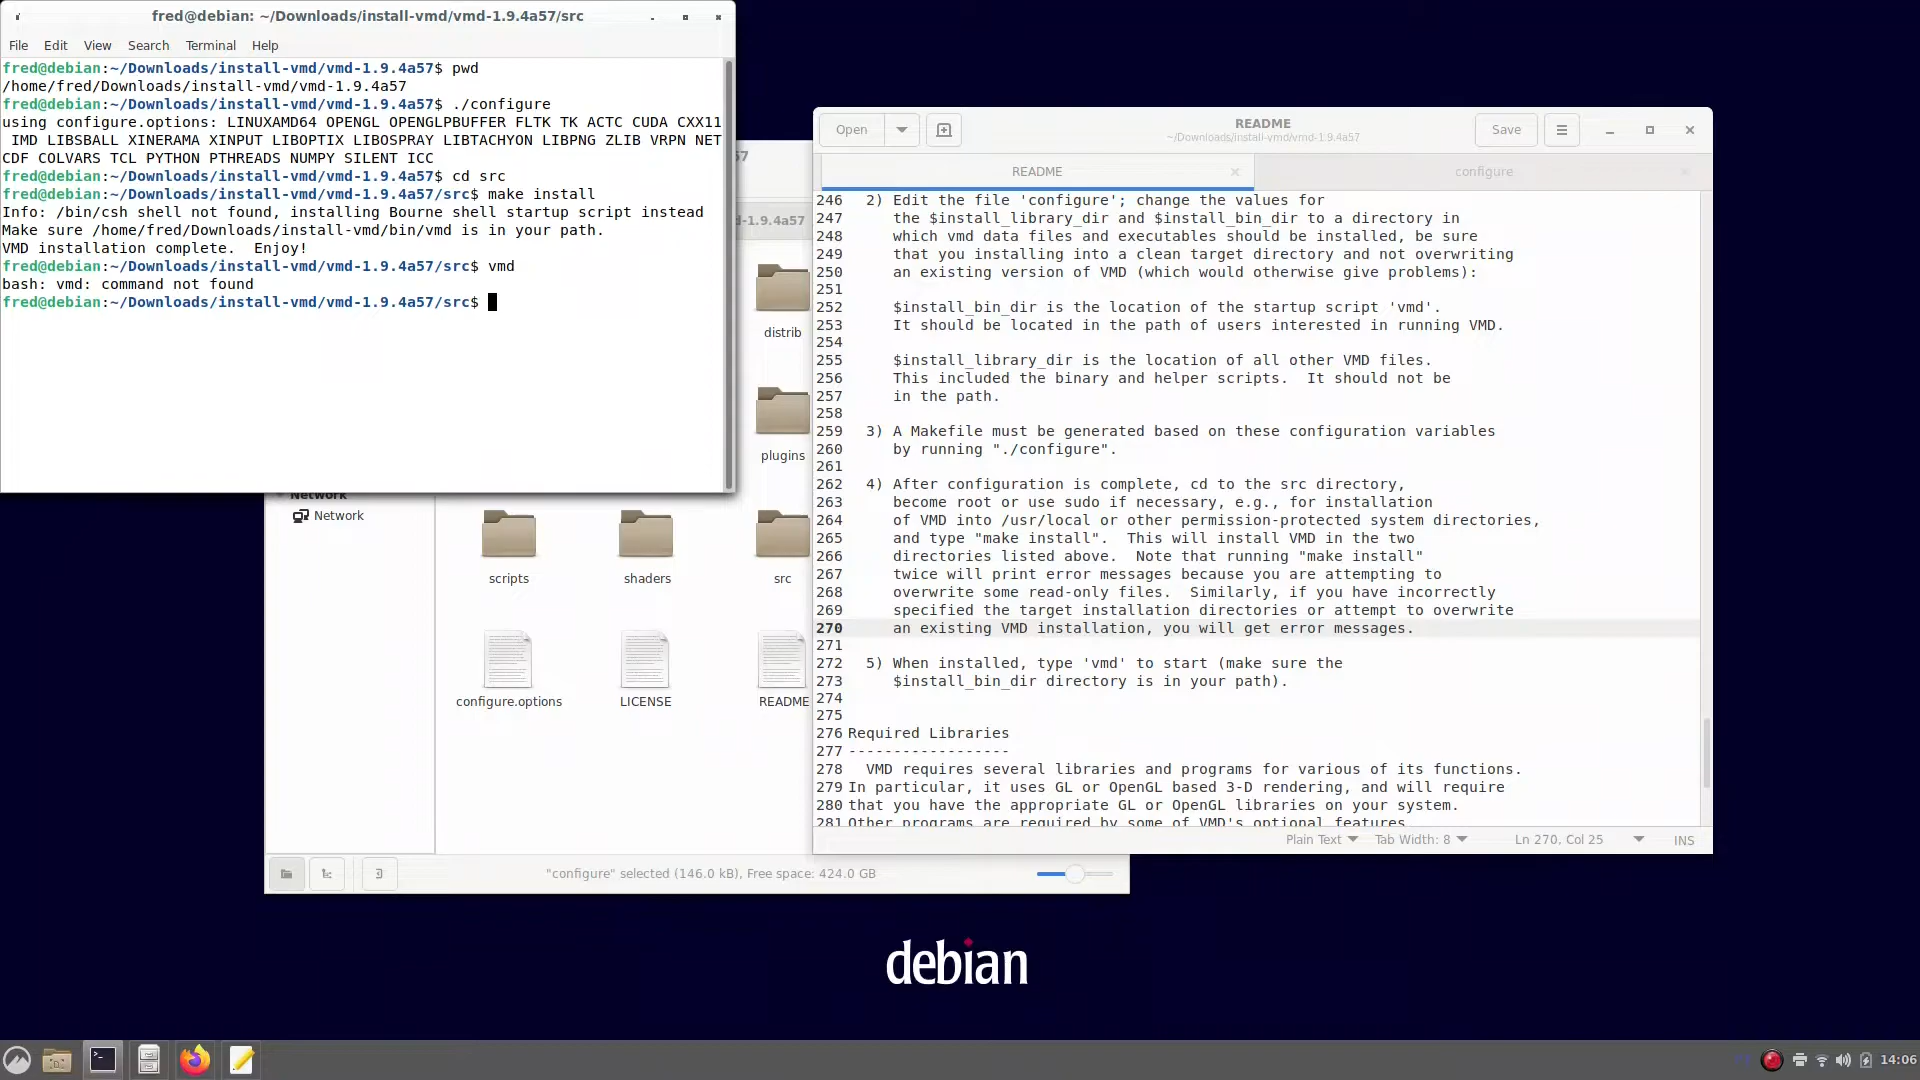 fred@debian: ~/Downloads/install-vmd/vmd-1.9.4a57/src
File Edit View Search Terminal Help
fred@debian:~/Downloads/install-vmd/vmd-1.9.4a57$ pwd
/home/fred/Downloads/install-vmd/vmd-1.9.4a57
fred@debian:~/Downloads/install-vmd/vmd-1.9.4a57$ ./configure
using configure.options: LINUXAMD64 OPENGL OPENGLPBUFFER FLTK TK ACTC CUDA CXX11
IMD LIBSBALL XINERAMA XINPUT LIBOPTIX LIBOSPRAY LIBTACHYON LIBPNG ZLIB VRPN NET
CDF COLVARS TCL PYTHON PTHREADS NUMPY SILENT ICC
fred@debian:~/Downloads/install-vmd/vmd-1.9.4a57$ cd src
fred@debian:~/Downloads/install-vmd/vmd-1.9.4a57/src$ make install
Info: /bin/csh shell not found, installing Bourne shell startup script instead
Make sure /home/fred/Downloads/install-vmd/bin/vmd is in your path.
VMD installation complete.  Enjoy!
fred@debian:~/Downloads/install-vmd/vmd-1.9.4a57/src$ vmd
bash: vmd: command not found
fred@debian:~/Downloads/install-vmd/vmd-1.9.4a57/src$
57
d-1.9.4a57
distrib
plugins
Network
Network
scripts
shaders
src
configure.options
LICENSE
README
"configure" selected (146.0 kB), Free space: 424.0 GB
Open
README
~/Downloads/install-vmd/vmd-1.9.4a57
Save
README
configure
246 2) Edit the file 'configure'; change the values for
247 the $install_library_dir and $install_bin_dir to a directory in
248 which vmd data files and executables should be installed, be sure
249 that you installing into a clean target directory and not overwriting
250 an existing version of VMD (which would otherwise give problems):
251
252 $install_bin_dir is the location of the startup script 'vmd'.
253 It should be located in the path of users interested in running VMD.
254
255 $install_library_dir is the location of all other VMD files.
256 This included the binary and helper scripts.  It should not be
257 in the path.
258
259 3) A Makefile must be generated based on these configuration variables
260 by running "./configure".
261
262 4) After configuration is complete, cd to the src directory,
263 become root or use sudo if necessary, e.g., for installation
264 of VMD into /usr/local or other permission-protected system directories,
265 and type "make install".  This will install VMD in the two
266 directories listed above.  Note that running "make install"
267 twice will print error messages because you are attempting to
268 overwrite some read-only files.  Similarly, if you have incorrectly
269 specified the target installation directories or attempt to overwrite
270 an existing VMD installation, you will get error messages.
271
272 5) When installed, type 'vmd' to start (make sure the
273 $install_bin_dir directory is in your path).
274
275
276 Required Libraries
277 ------------------
278 VMD requires several libraries and programs for various of its functions.
279 In particular, it uses GL or OpenGL based 3-D rendering, and will require
280 that you have the appropriate GL or OpenGL libraries on your system.
281 Other programs are required by some of VMD's optional features
Plain Text Tab Width: 8 Ln 270, Col 25 INS
debian
14:06